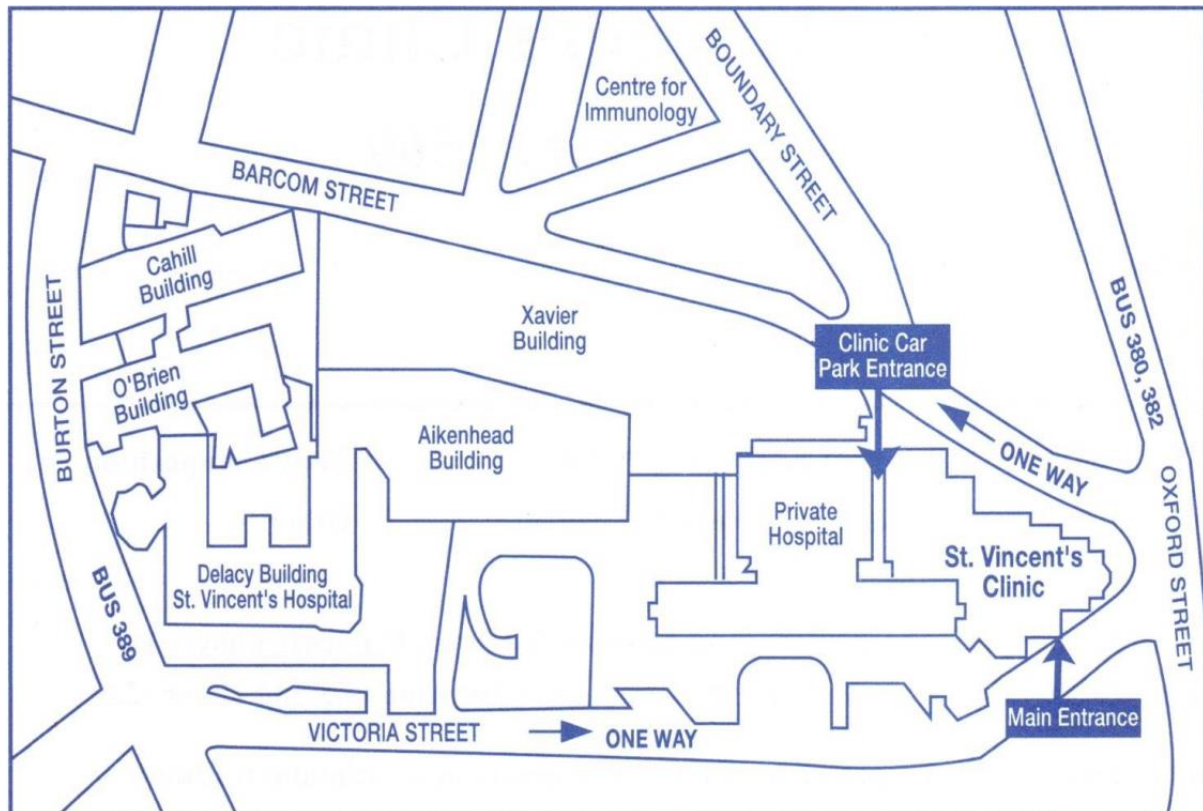 Centre for
Immunology
BOUNDARY STREET
BARCOM STREET
Cahill
Building
Xavier
Building
Clinic Car
Park Entrance
BUS 380, 382
BURTON STREET
O'Brien
Building
Aikenhead
Building
ONE WAY
OXFORD STREET
Private
Hospital
St. Vincent's
Clinic
Delacy Building
St. Vincent's Hospital
BUS 389
Main Entrance
VICTORIA STREET
ONE WAY